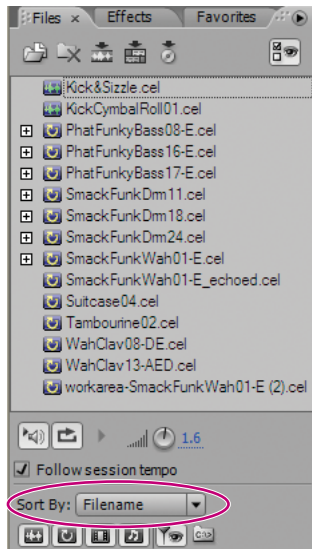 Files × Effects Favorites
Kick&Sizzle.cel
KickCymbalRoll01.cel
PhatFunkyBass08-E.cel
PhatFunkyBass16-E.cel
PhatFunkyBass17-E.cel
SmackFunkDrm11.cel
SmackFunkDrm18.cel
SmackFunkDrm24.cel
SmackFunkWah01-E.cel
SmackFunkWah01-E_echoed.cel
Suitcase04.cel
Tambourine02.cel
WahClav08-DE.cel
WahClav13-AED.cel
workarea-SmackFunkWah01-E (2).cel
1.6
Follow session tempo
Sort By: Filename